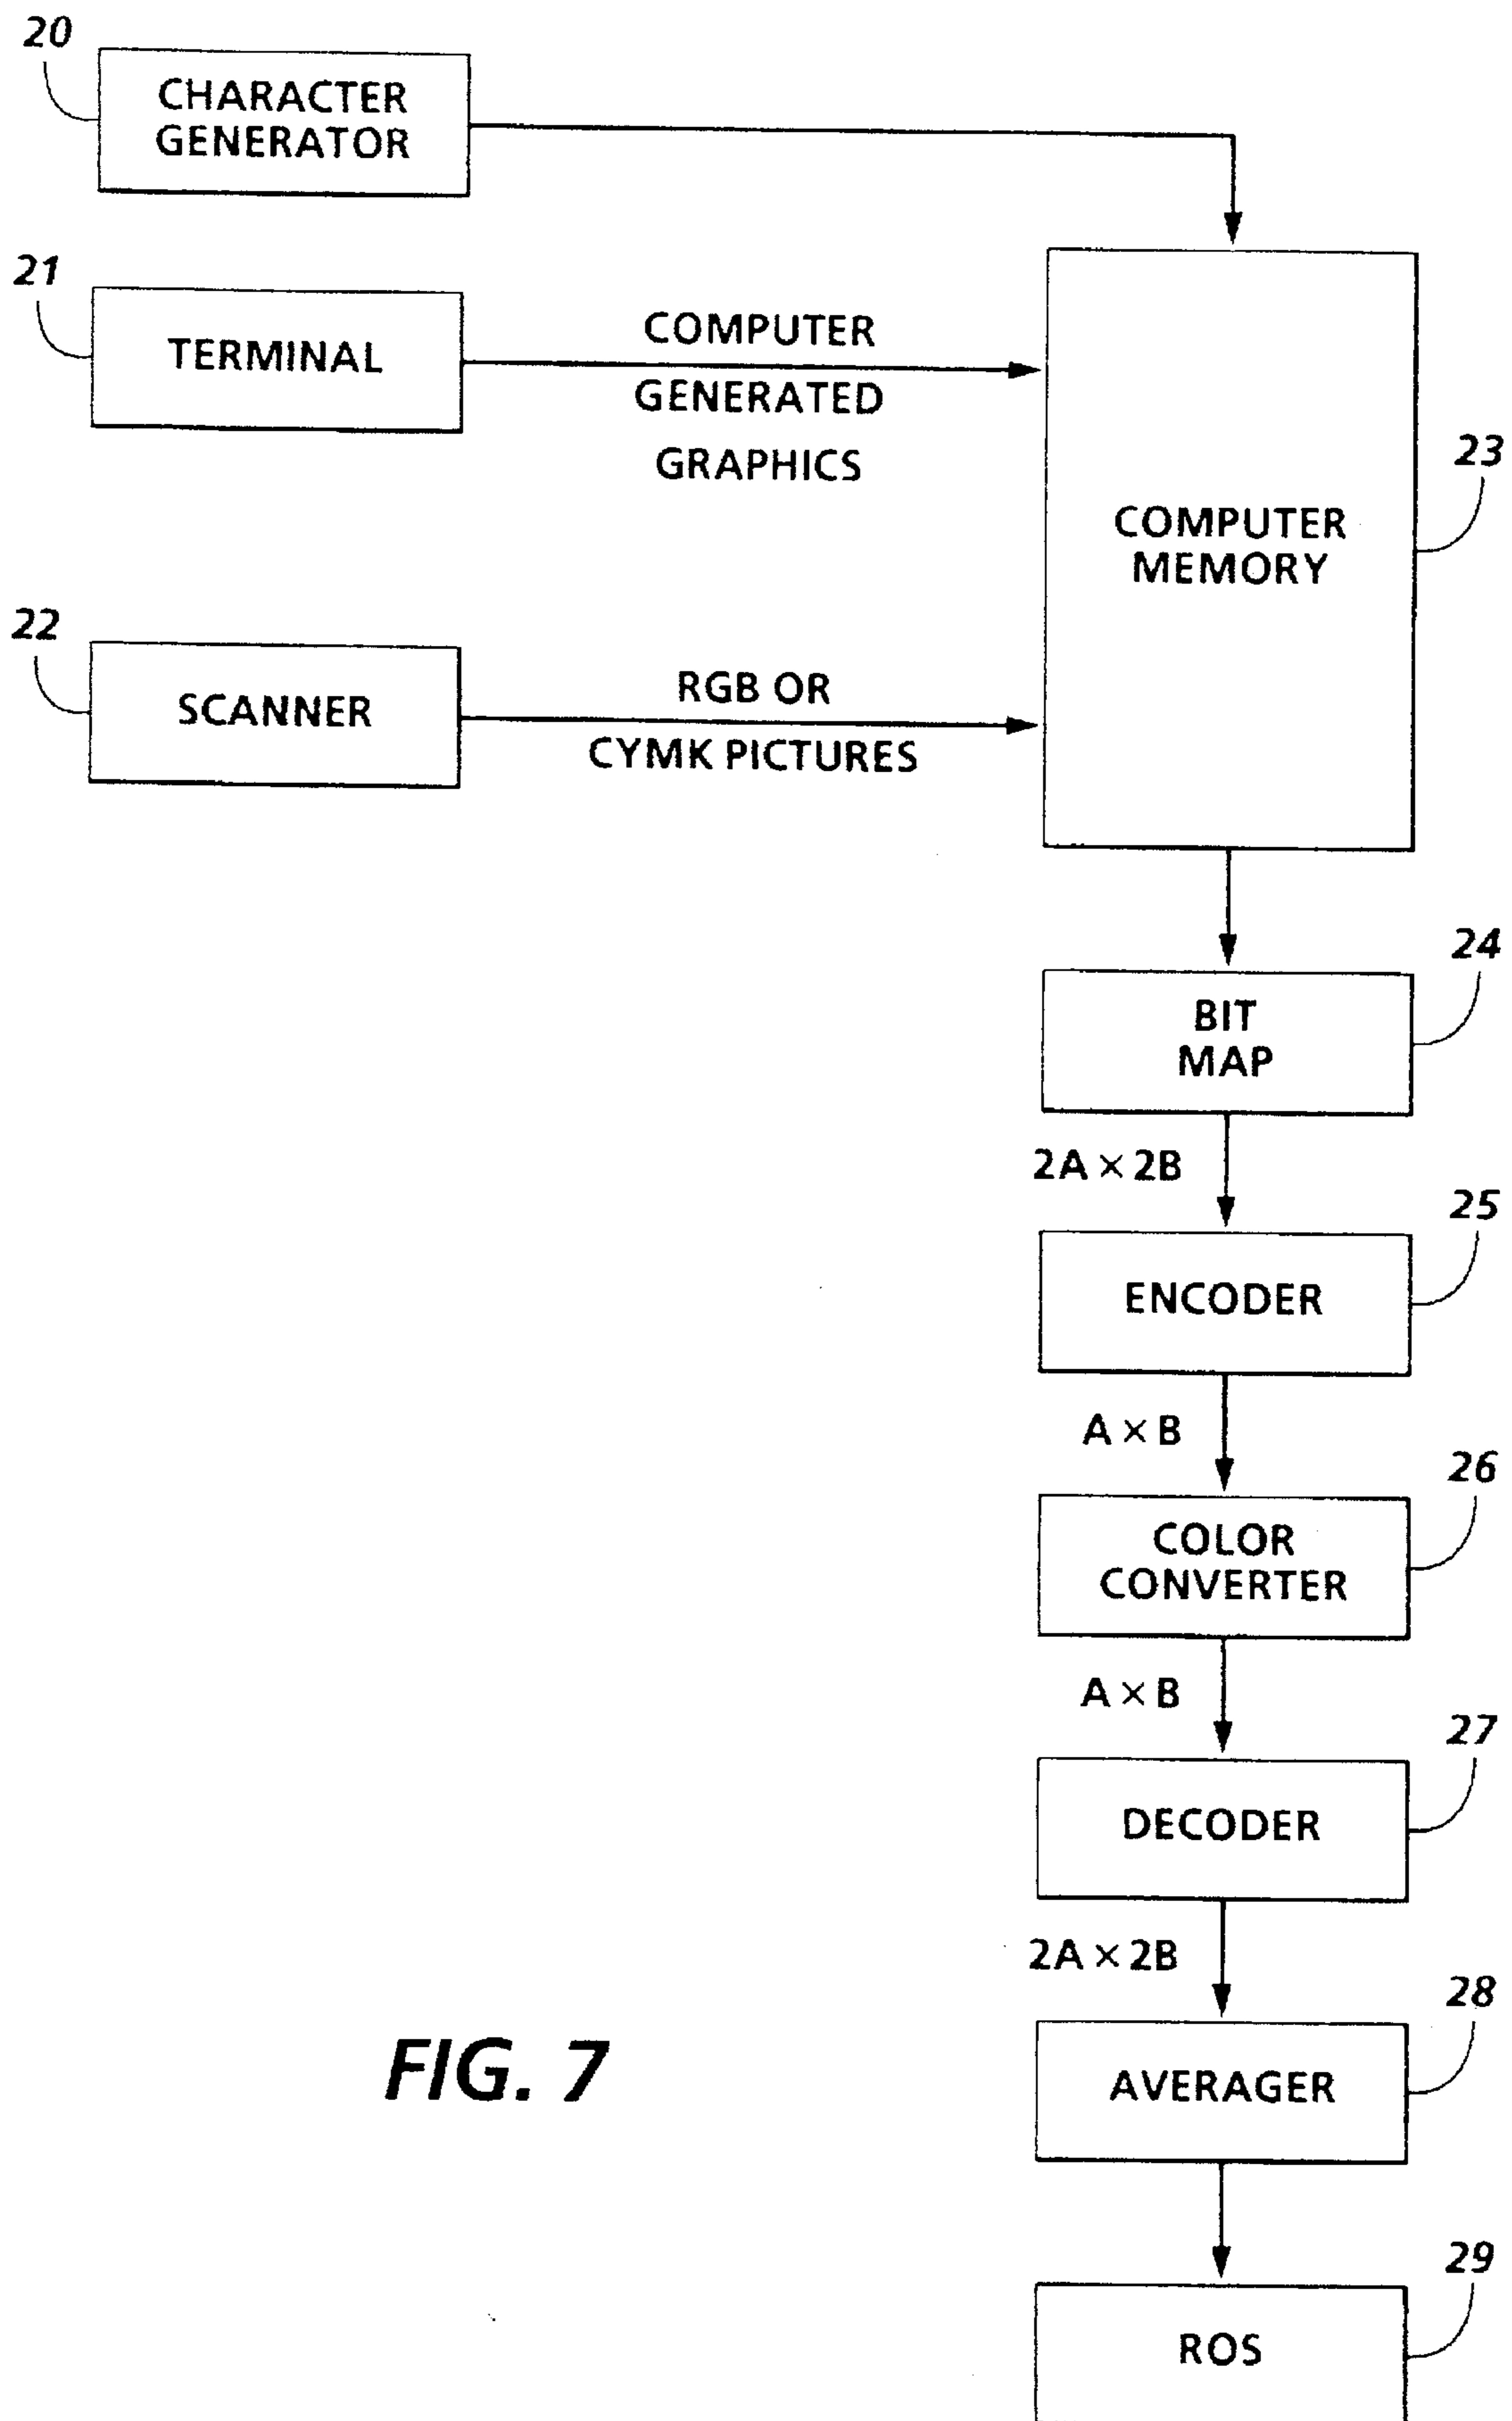 20
CHARACTER
GENERATOR
21
TERMINAL
COMPUTER
GENERATED
GRAPHICS
22
SCANNER
RGB OR
CYMK PICTURES
COMPUTER
MEMORY
23
BIT
MAP
24
2A × 2B
ENCODER
25
A × B
COLOR
CONVERTER
26
A × B
DECODER
27
2A × 2B
AVERAGER
28
ROS
29
FIG. 7